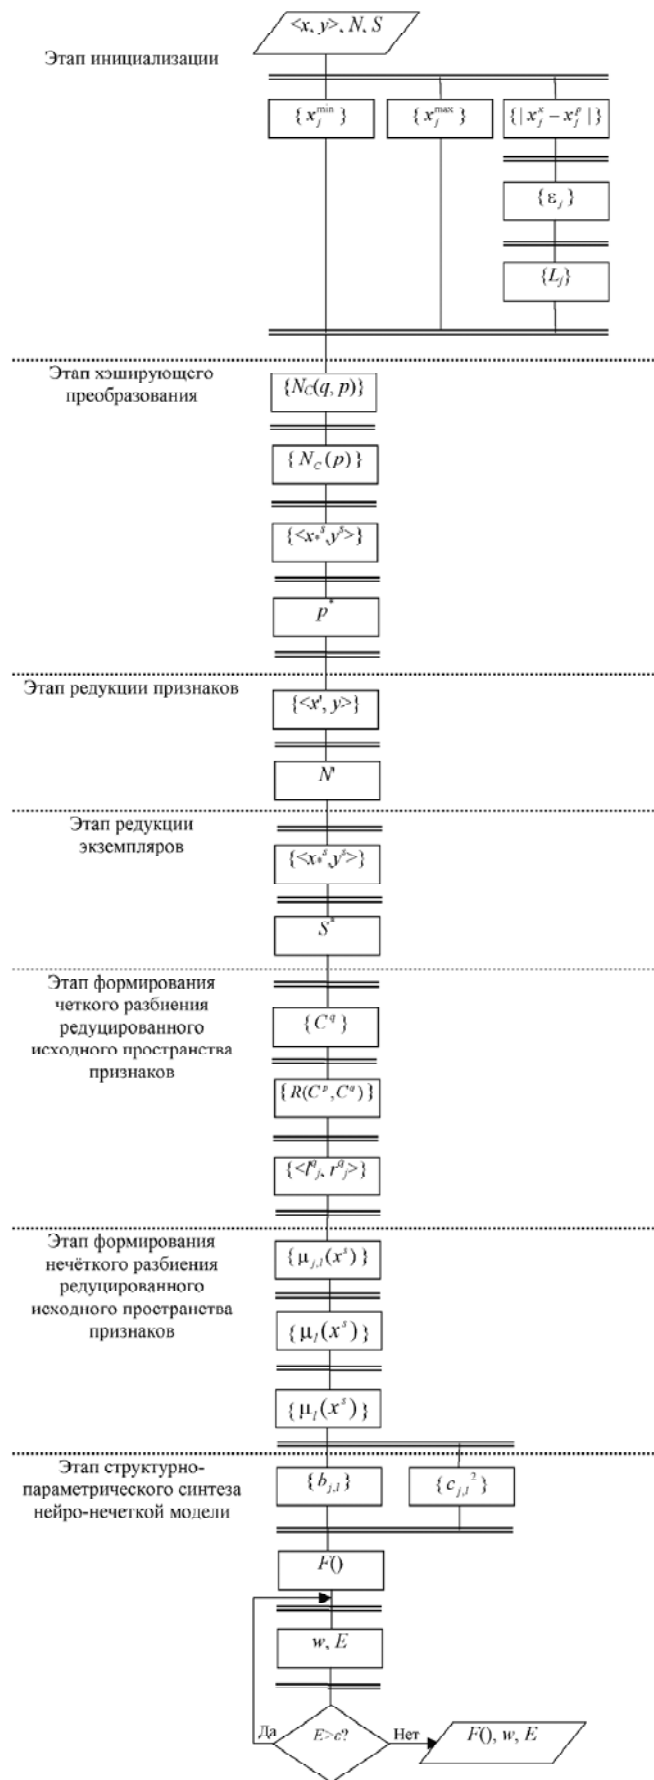 <x, y>, N, S
Этап инициализации
{ x_j^min } { x_j^max } {| x_j^s – x_j^p |}
{ ε_j }
{L_j}
Этап хэширующего
преобразования
{N_C(q, p)}
{ N_C (p) }
{<x*^s,y^s>}
p*
Этап редукции признаков
{<x', y>}
N'
Этап редукции
экземпляров
{<x*^s,y^s>}
S*
Этап формирования
четкого разбиения
редуцированного
исходного пространства
признаков
{ C^q }
{ R(C^p, C^q) }
{<l_j^q, r_j^q>}
Этап формирования
нечёткого разбиения
редуцированного
исходного пространства
признаков
{ μ_j,l (x^s) }
{ μ_l (x^s) }
{ μ_l (x^s) }
Этап структурно-
параметрического синтеза
нейро-нечеткой модели
{ b_j,l } { c_j,l^2 }
F()
w, E
Да E>ε? Нет F(), w, E